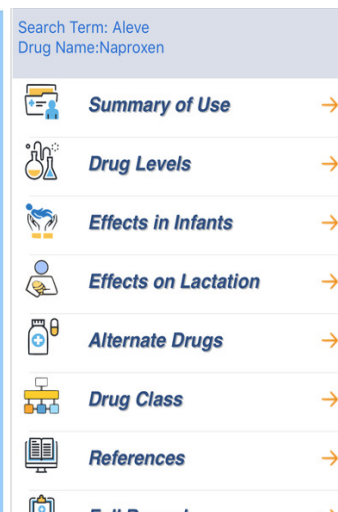 Search Term: Aleve
Drug Name:Naproxen
Summary of Use
Drug Levels
Effects in Infants
Effects on Lactation
Alternate Drugs
Drug Class
References